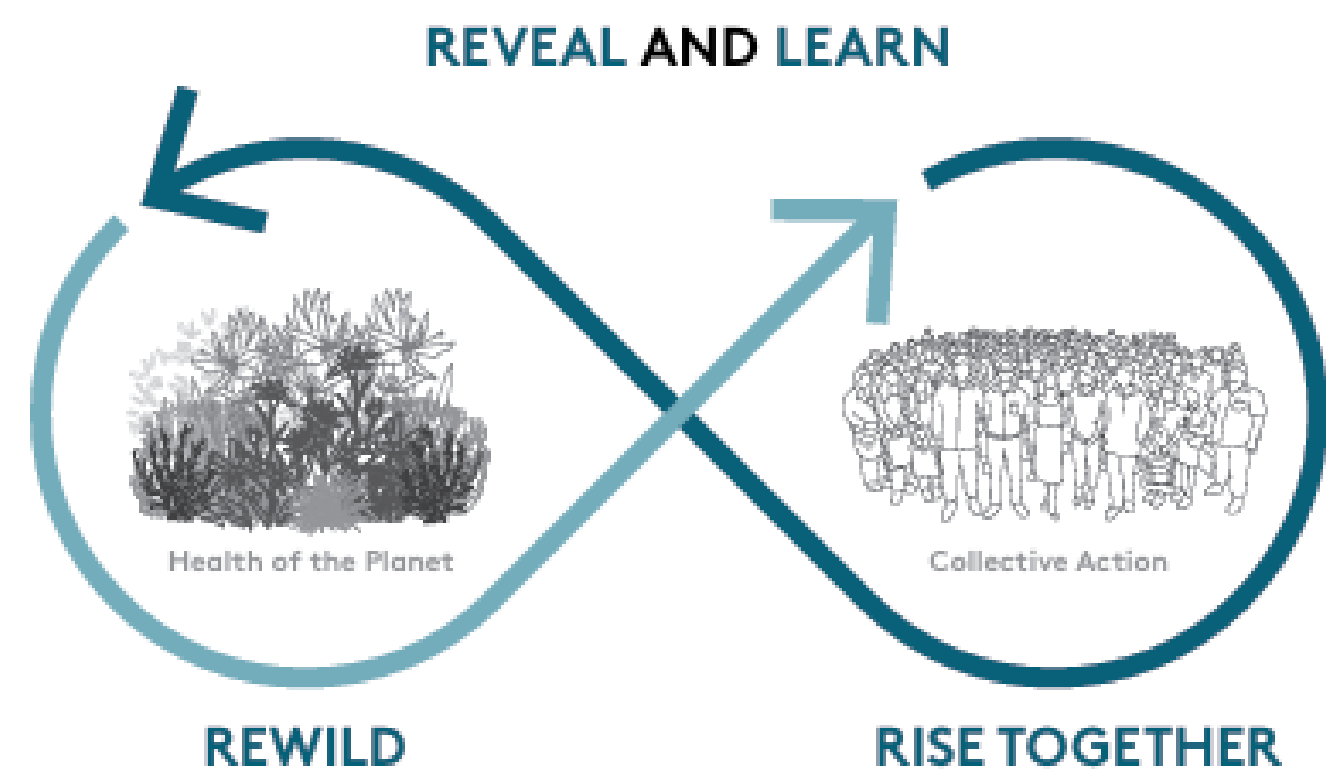 REVEAL AND LEARN
Health of the Planet
Collective Action
REWILD
RISE TOGETHER